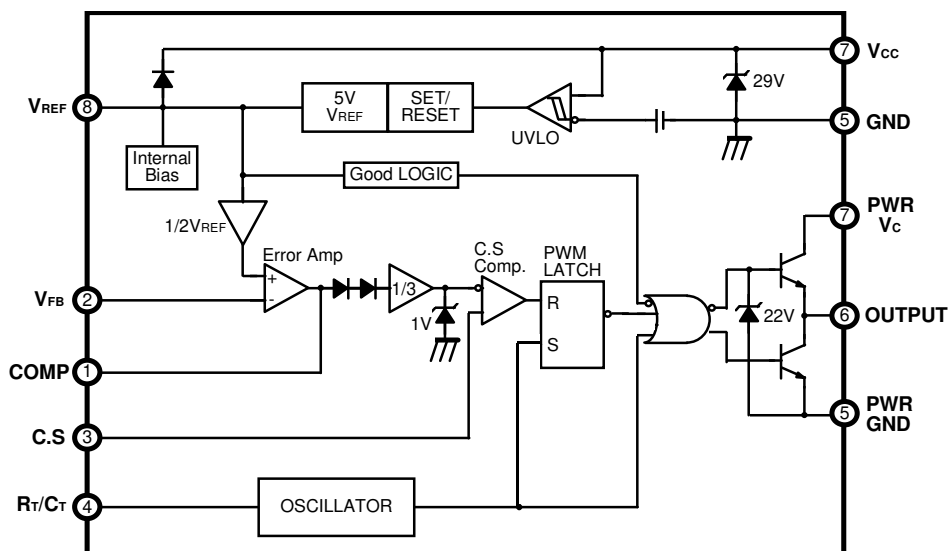 7 VCC
29V
VREF 8
5V
VREF
SET/
RESET
UVLO
5
GND
Internal
Bias
Good LOGIC
1/2VREF
7 PWR
VC
Error Amp
C.S
Comp.
PWM
LATCH
+
-
1/3
VFB 2
R
1V
22V
6 OUTPUT
S
COMP 1
5 PWR
GND
C.S 3
RT/CT 4
OSCILLATOR